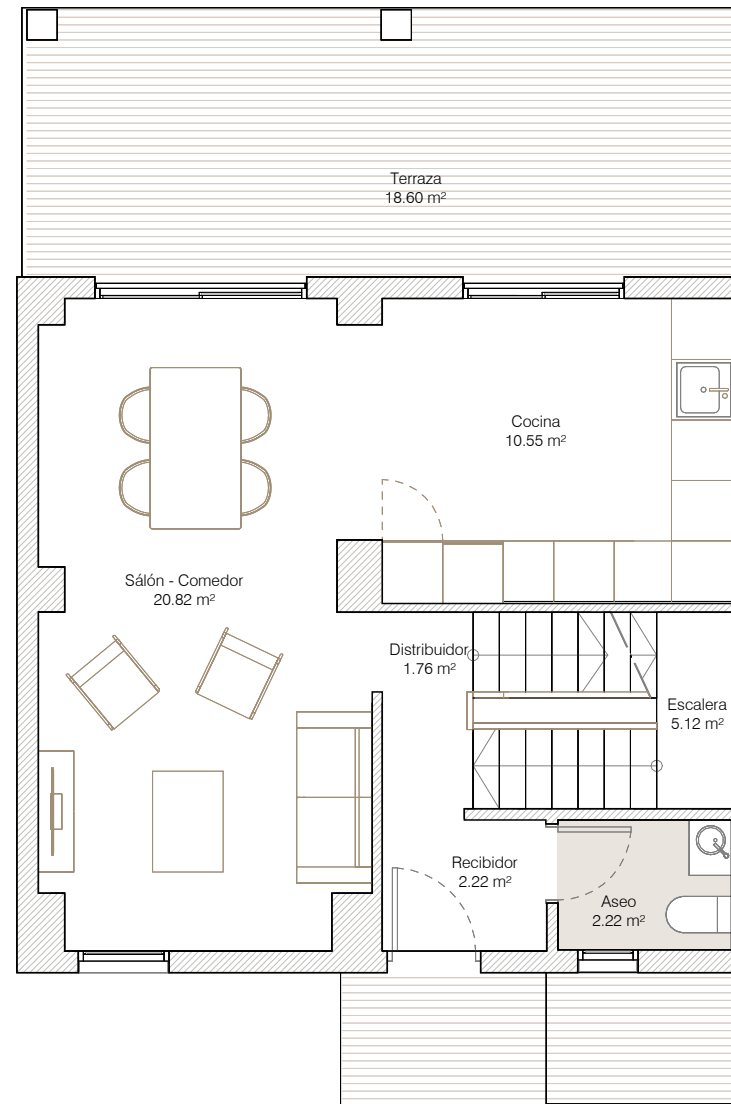 Terraza
18.60 m²
Cocina
10.55 m²
Sálón - Comedor
20.82 m²
Distribuidor
1.76 m²
Escalera
5.12 m²
Recibidor
2.22 m²
Aseo
2.22 m²